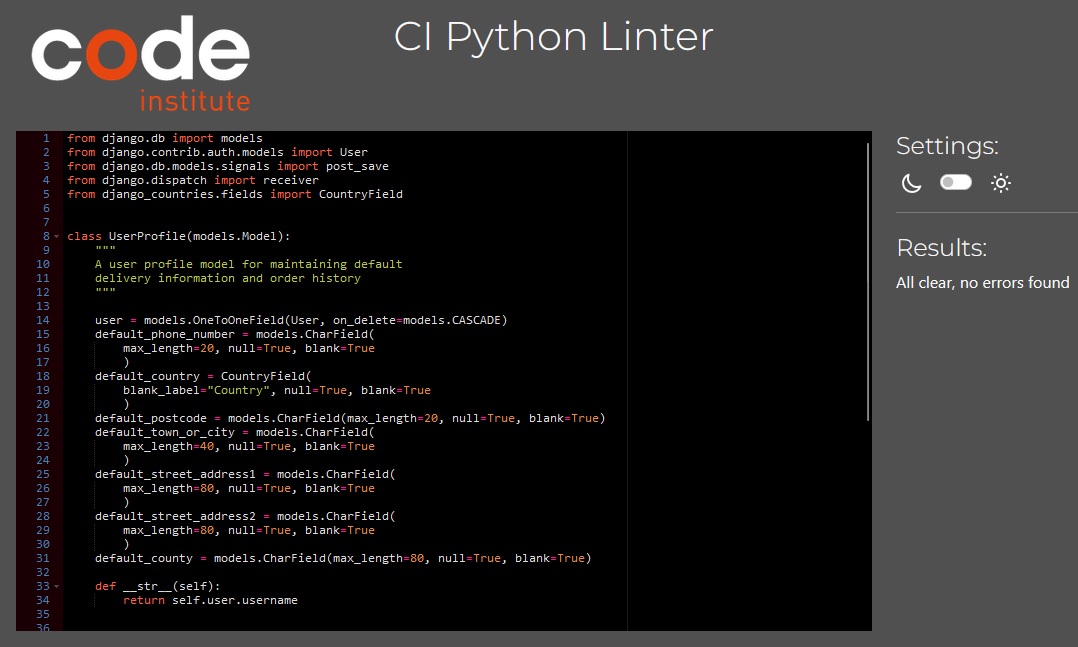 code
institute
CI Python Linter
1 from django.db import models
2 from django.contrib.auth.models import User
3 from django.db.models.signals import post_save
4 from django.dispatch import receiver
5 from django_countries.fields import CountryField
6
7
8 class UserProfile(models.Model):
9     """
10     A user profile model for maintaining default
11     delivery information and order history
12     """
13
14     user = models.OneToOneField(User, on_delete=models.CASCADE)
15     default_phone_number = models.CharField(
16         max_length=20, null=True, blank=True
17         )
18     default_country = CountryField(
19         blank_label="Country", null=True, blank=True
20         )
21     default_postcode = models.CharField(max_length=20, null=True, blank=True)
22     default_town_or_city = models.CharField(
23         max_length=40, null=True, blank=True
24         )
25     default_street_address1 = models.CharField(
26         max_length=80, null=True, blank=True
27         )
28     default_street_address2 = models.CharField(
29         max_length=80, null=True, blank=True
30         )
31     default_county = models.CharField(max_length=80, null=True, blank=True)
32
33     def __str__(self):
34         return self.user.username
35
36
Settings:
Results:
All clear, no errors found